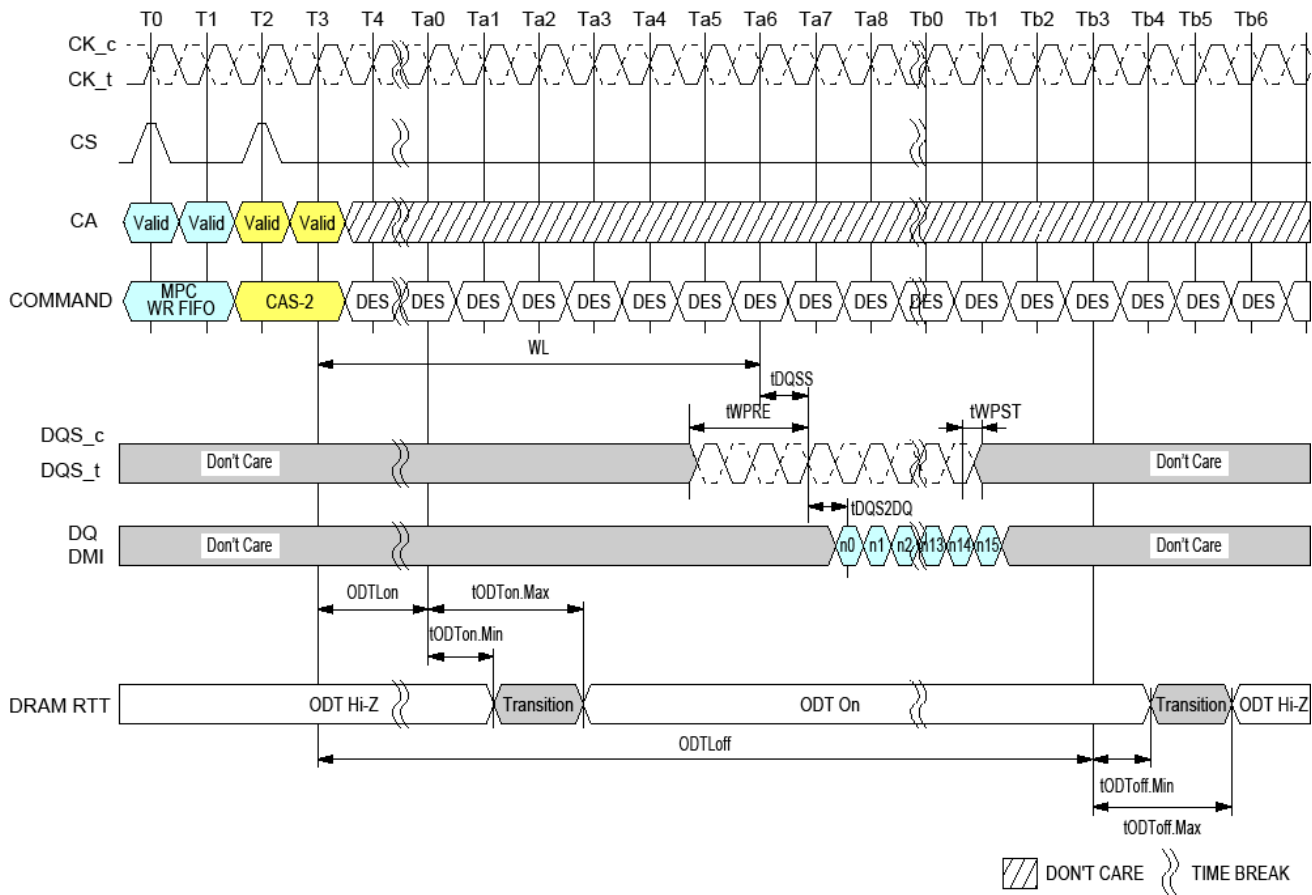 T0 T1 T2 T3 T4 Ta0 Ta1 Ta2 Ta3 Ta4 Ta5 Ta6 Ta7 Ta8 Tb0 Tb1 Tb2 Tb3 Tb4 Tb5 Tb6
CK_c
CK_t
CS
CA Valid Valid Valid Valid
COMMAND MPC WR FIFO CAS-2 DES DES DES DES DES DES DES DES DES DES DES DES DES DES DES DES DES
WL
tDQSS
tWPRE tWPST
DQS_c
DQS_t Don't Care Don't Care
tDQS2DQ
DQ
DMI Don't Care n0 n1 n2 n13 n14 n15 Don't Care
ODTLon tODTon.Max
tODTon.Min
DRAM RTT ODT Hi-Z Transition ODT On Transition ODT Hi-Z
ODTLoff
tODToff.Min
tODToff.Max
DON'T CARE TIME BREAK